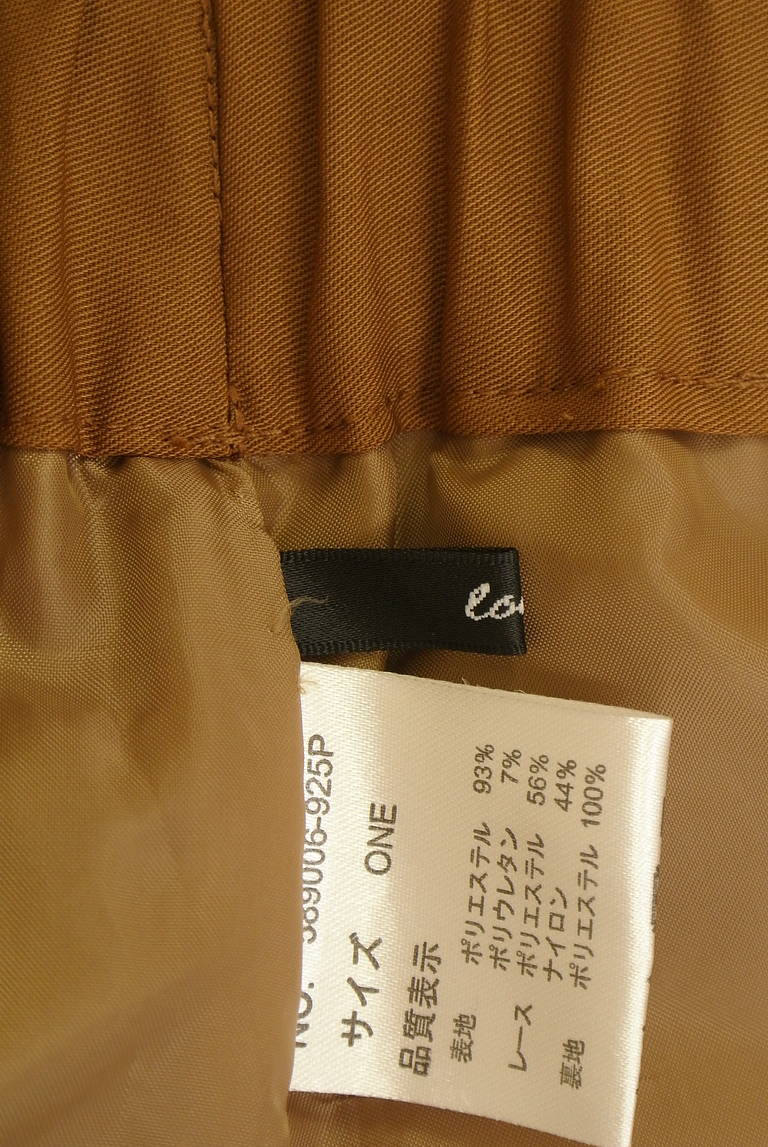 lo
NO. 589006-925P
サイズ ONE
品質表示
表地 ポリエステル 93%
ポリウレタン 7%
レース ポリエステル 56%
ナイロン 44%
裏地 ポリエステル 100%